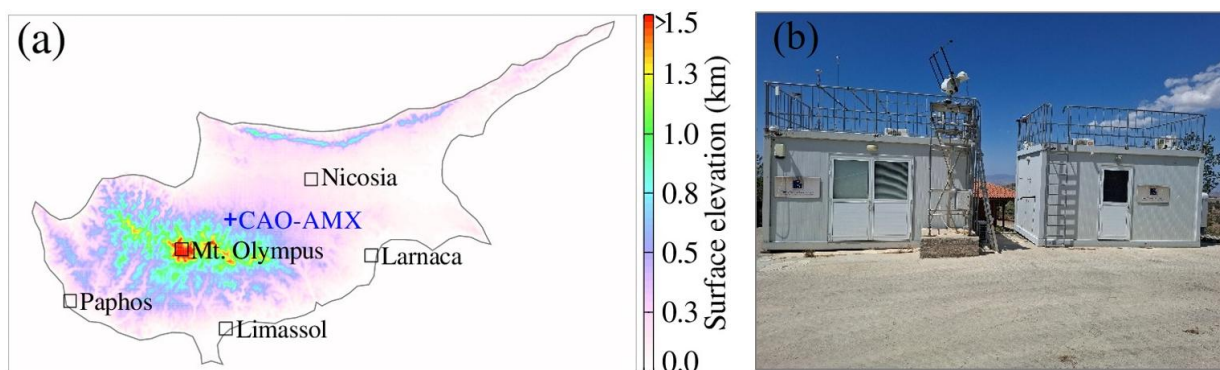 (a)
Nicosia
+CAO-AMX
Mt. Olympus
Larnaca
Paphos
Limassol
>1.5
1.3
1.0
0.8
0.5
0.3
0.0
Surface elevation (km)
(b)